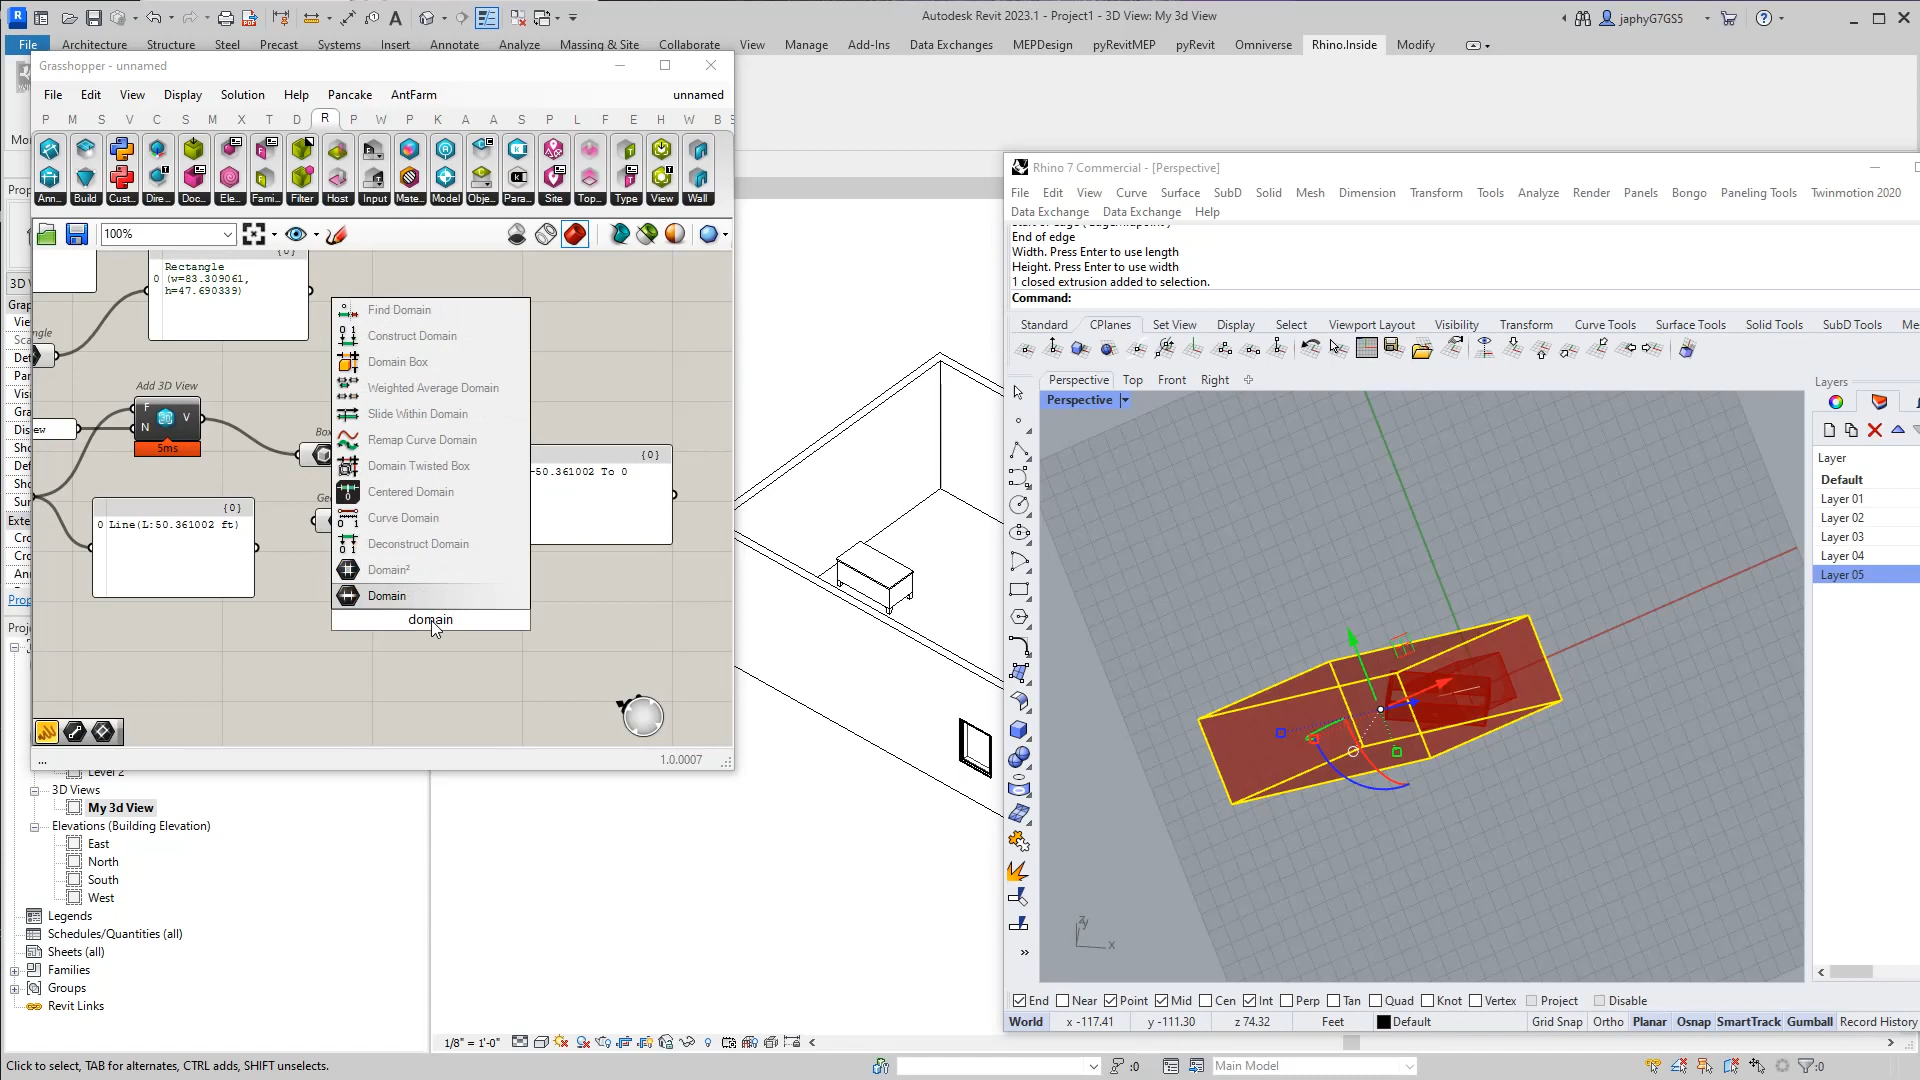 Autodesk Revit 2023.1 - Project1 - 3D View: My 3d View
japhyG7GS5
File Architecture Structure Steel Precast Systems Insert Annotate Analyze Massing & Site Collaborate View Manage Add-Ins Data Exchanges MEPDesign pyRevitMEP pyRevit Omniverse Rhino.Inside Modify
Grasshopper - unnamed
File Edit View Display Solution Help Pancake AntFarm unnamed
P M S V C S M X T D R P W P K A A S P L F E H W B
Ann... Build Cust... Dire... Doc... Ele... Fami... Filter Host Input Mate... Model Obje... Para... Site Top... Type View Wall
100%
{0}
0 Rectangle
(w=83.309061,
h=47.690339)
Add 3D View
F
N
V
5ms
{0}
0 Line(L:50.361002 ft)
{0}
50.361002 To 0
Find Domain
Construct Domain
Domain Box
Weighted Average Domain
Slide Within Domain
Remap Curve Domain
Domain Twisted Box
Centered Domain
Curve Domain
Deconstruct Domain
Domain²
Domain
domain
...
1.0.0007
Level 2
3D Views
My 3d View
Elevations (Building Elevation)
East
North
South
West
Legends
Schedules/Quantities (all)
Sheets (all)
Families
Groups
Revit Links
1/8" = 1'-0"
Click to select, TAB for alternates, CTRL adds, SHIFT unselects.
:0
Main Model
:0
Rhino 7 Commercial - [Perspective]
File Edit View Curve Surface SubD Solid Mesh Dimension Transform Tools Analyze Render Panels Bongo Paneling Tools Twinmotion 2020
Data Exchange Data Exchange Help
End of edge
Width. Press Enter to use length
Height. Press Enter to use width
1 closed extrusion added to selection.
Command:
Standard CPlanes Set View Display Select Viewport Layout Visibility Transform Curve Tools Surface Tools Solid Tools SubD Tools
Perspective Top Front Right
Perspective
x
Layers
Layer
Default
Layer 01
Layer 02
Layer 03
Layer 04
Layer 05
End Near Point Mid Cen Int Perp Tan Quad Knot Vertex Project Disable
World x -117.41 y -111.30 z 74.32 Feet Default Grid Snap Ortho Planar Osnap SmartTrack Gumball Record History